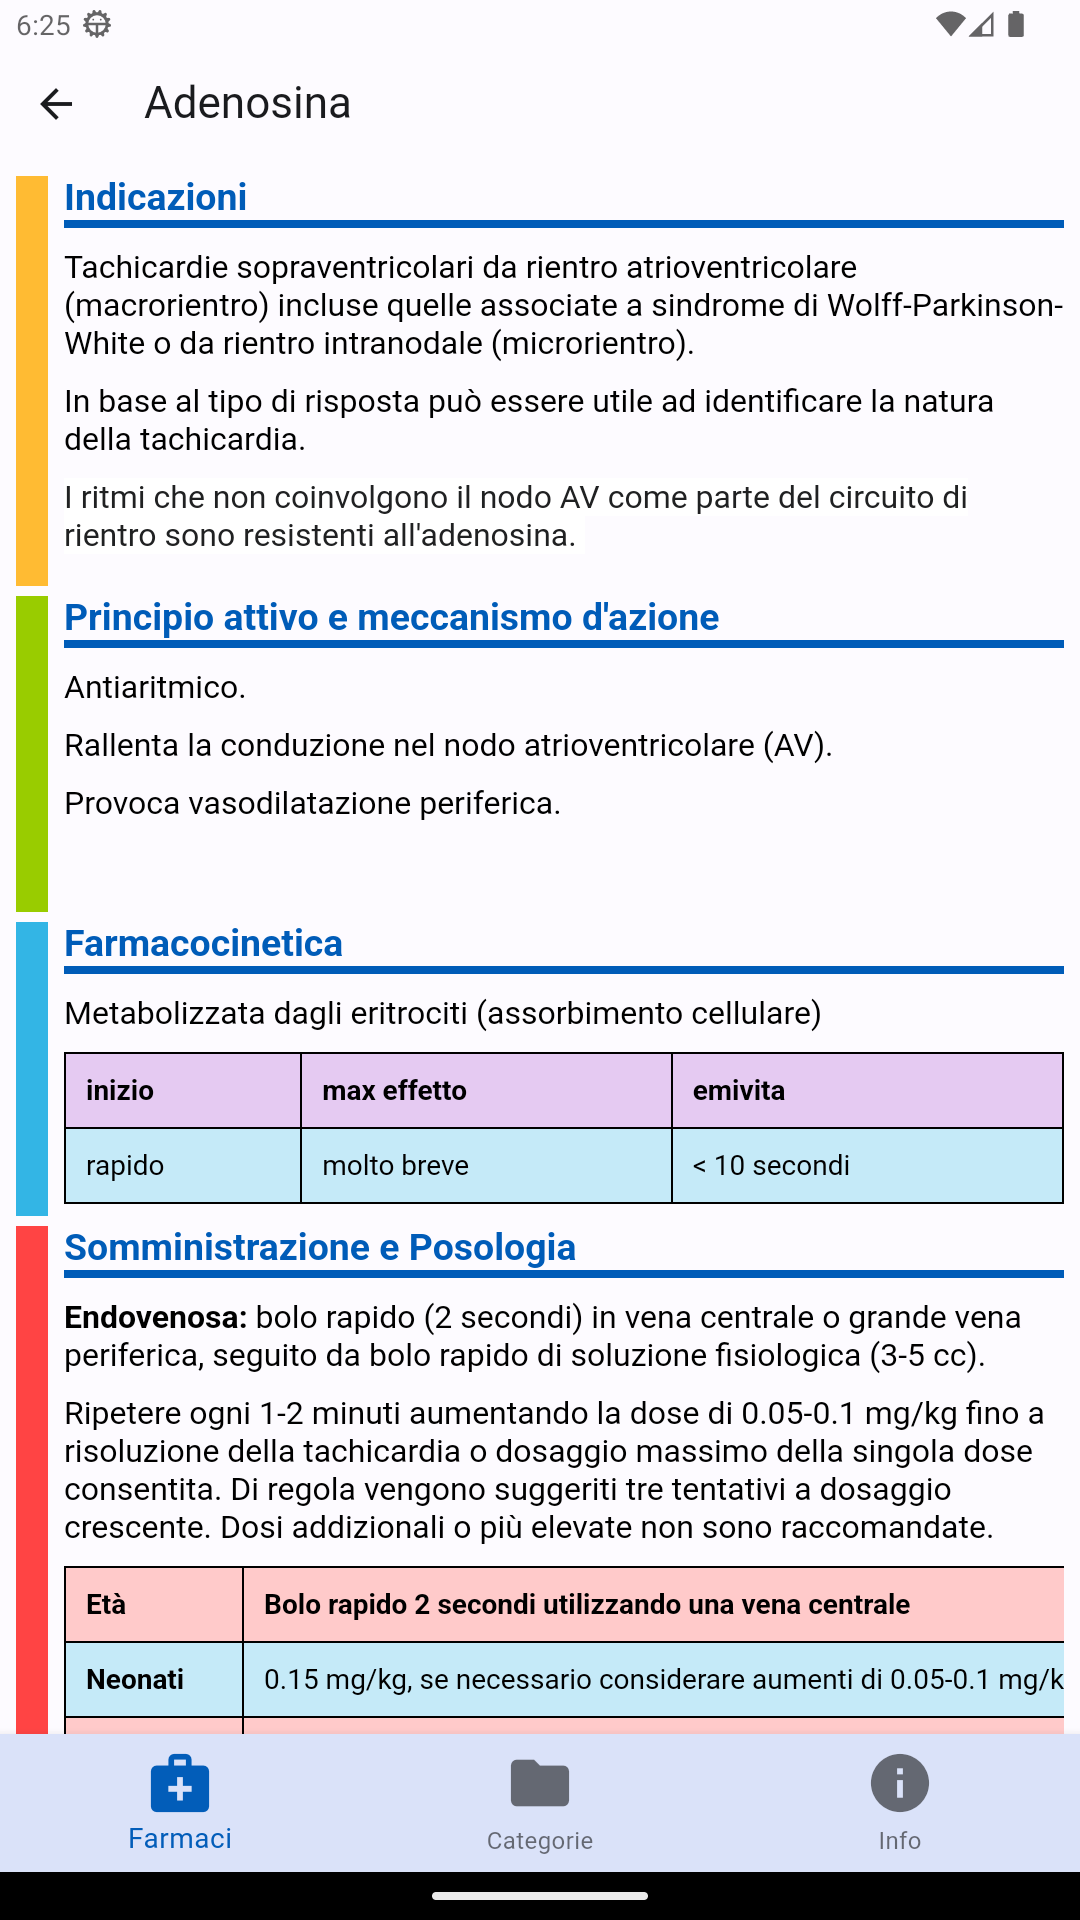 6:25
Adenosina
Indicazioni
Tachicardie sopraventricolari da rientro atrioventricolare
(macrorientro) incluse quelle associate a sindrome di Wolff-Parkinson-
White o da rientro intranodale (microrientro).
In base al tipo di risposta può essere utile ad identificare la natura
della tachicardia.
I ritmi che non coinvolgono il nodo AV come parte del circuito di
rientro sono resistenti all'adenosina.
Principio attivo e meccanismo d'azione
Antiaritmico.
Rallenta la conduzione nel nodo atrioventricolare (AV).
Provoca vasodilatazione periferica.
Farmacocinetica
Metabolizzata dagli eritrociti (assorbimento cellulare)
inizio max effetto emivita
rapido molto breve < 10 secondi
Somministrazione e Posologia
Endovenosa: bolo rapido (2 secondi) in vena centrale o grande vena
periferica, seguito da bolo rapido di soluzione fisiologica (3-5 cc).
Ripetere ogni 1-2 minuti aumentando la dose di 0.05-0.1 mg/kg fino a
risoluzione della tachicardia o dosaggio massimo della singola dose
consentita. Di regola vengono suggeriti tre tentativi a dosaggio
crescente. Dosi addizionali o più elevate non sono raccomandate.
Età Bolo rapido 2 secondi utilizzando una vena centrale
Neonati 0.15 mg/kg, se necessario considerare aumenti di 0.05-0.1 mg/k
Farmaci Categorie Info